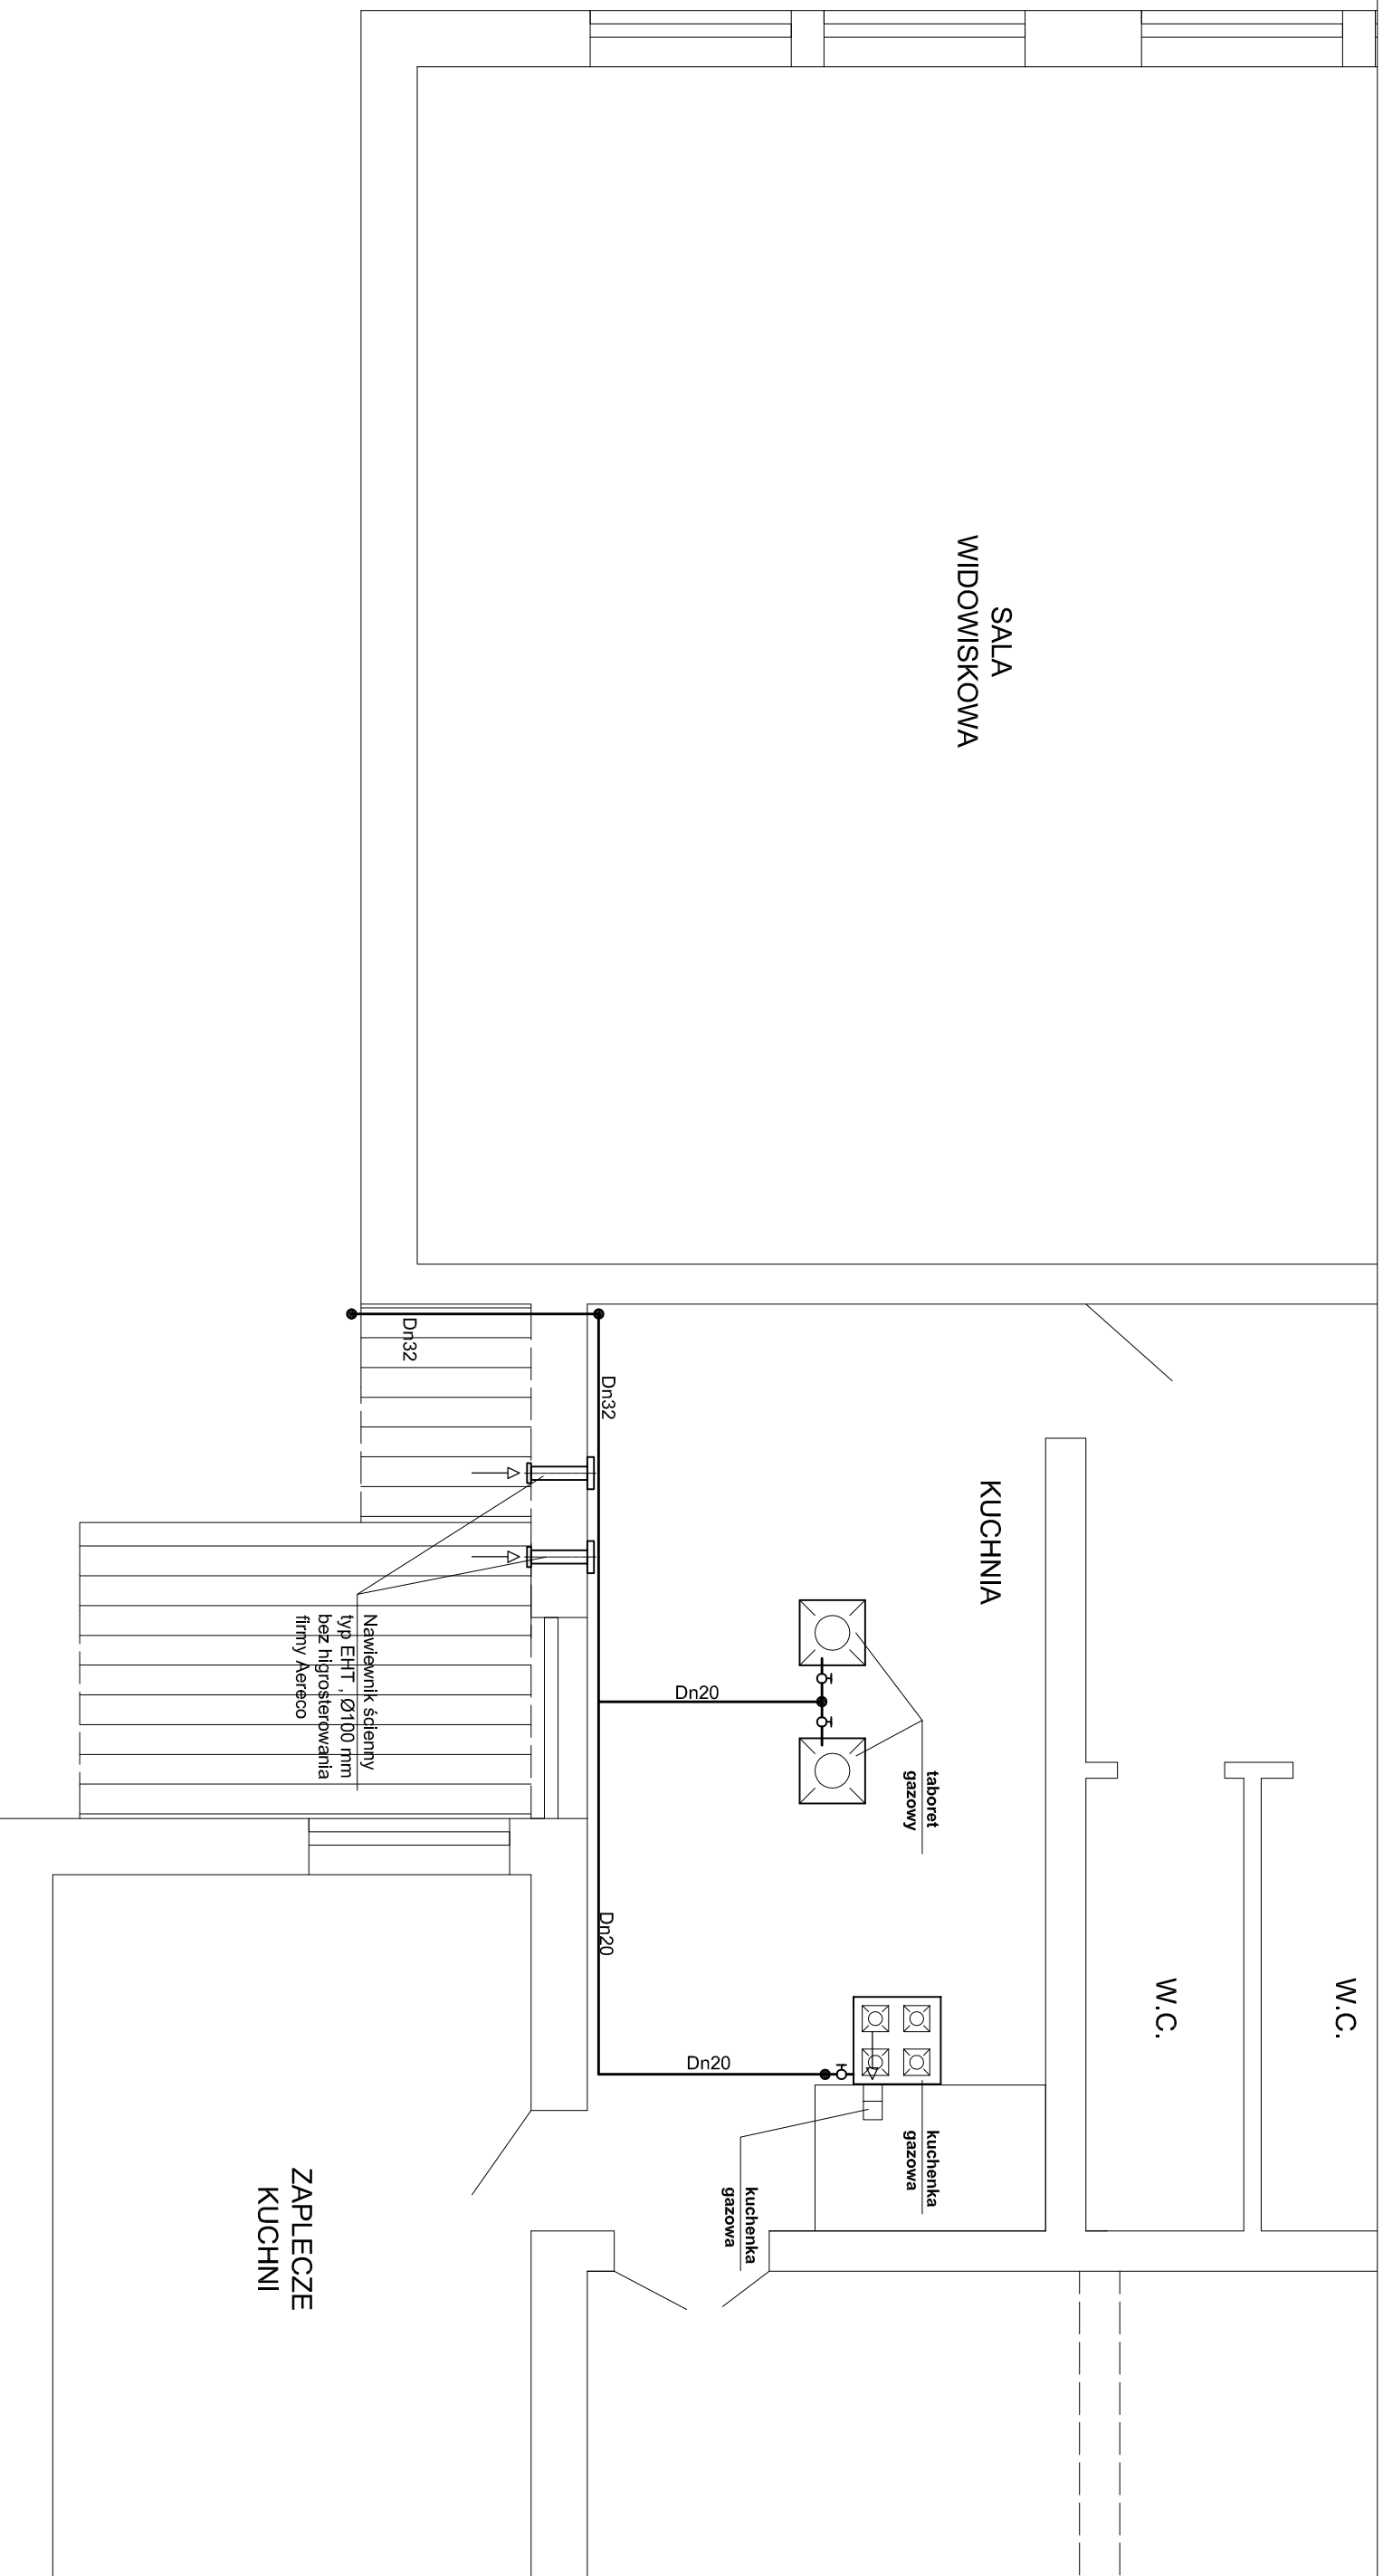 SALA
WIDOWISKOWA
KUCHNIA
W.C.
W.C.
Dn32
Dn32
Dn20
taboret
gazowy
Nawiewnik ścienny
typ EHT , Ø100 mm
bez higrosterowania
firmy Aereco
Dn20
Dn20
kuchenka
gazowa
kuchenka
gazowa
ZAPLECZE
KUCHNI